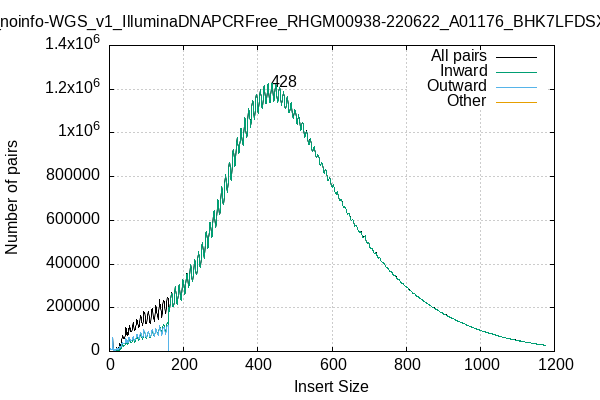 _noinfo-WGS_v1_IlluminaDNAPCRFree_RHGM00938-220622_A01176_BHK7LFDSX
1.4x10^6
1.2x10^6
1x10^6
800000
600000
400000
200000
0
Number of pairs
428
All pairs
Inward
Outward
Other
0 200 400 600 800 1000 1200
Insert Size